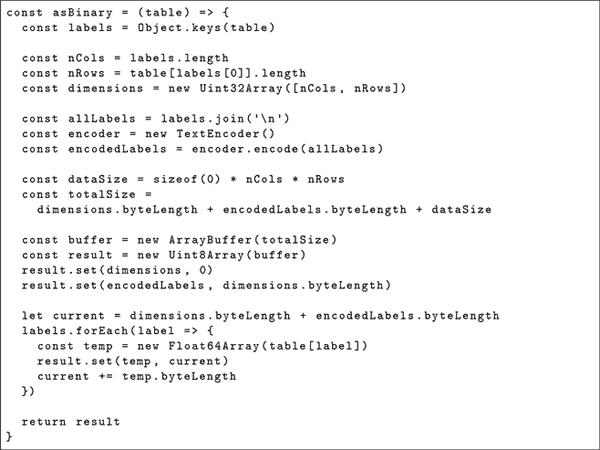 const asBinary = (table) => {
  const labels = Object.keys(table)

  const nCols = labels.length
  const nRows = table[labels[0]].length
  const dimensions = new Uint32Array([nCols, nRows])

  const allLabels = labels.join('\n')
  const encoder = new TextEncoder()
  const encodedLabels = encoder.encode(allLabels)

  const dataSize = sizeof(0) * nCols * nRows
  const totalSize =
    dimensions.byteLength + encodedLabels.byteLength + dataSize

  const buffer = new ArrayBuffer(totalSize)
  const result = new Uint8Array(buffer)
  result.set(dimensions, 0)
  result.set(encodedLabels, dimensions.byteLength)

  let current = dimensions.byteLength + encodedLabels.byteLength
  labels.forEach(label => {
    const temp = new Float64Array(table[label])
    result.set(temp, current)
    current += temp.byteLength
  })

  return result
}